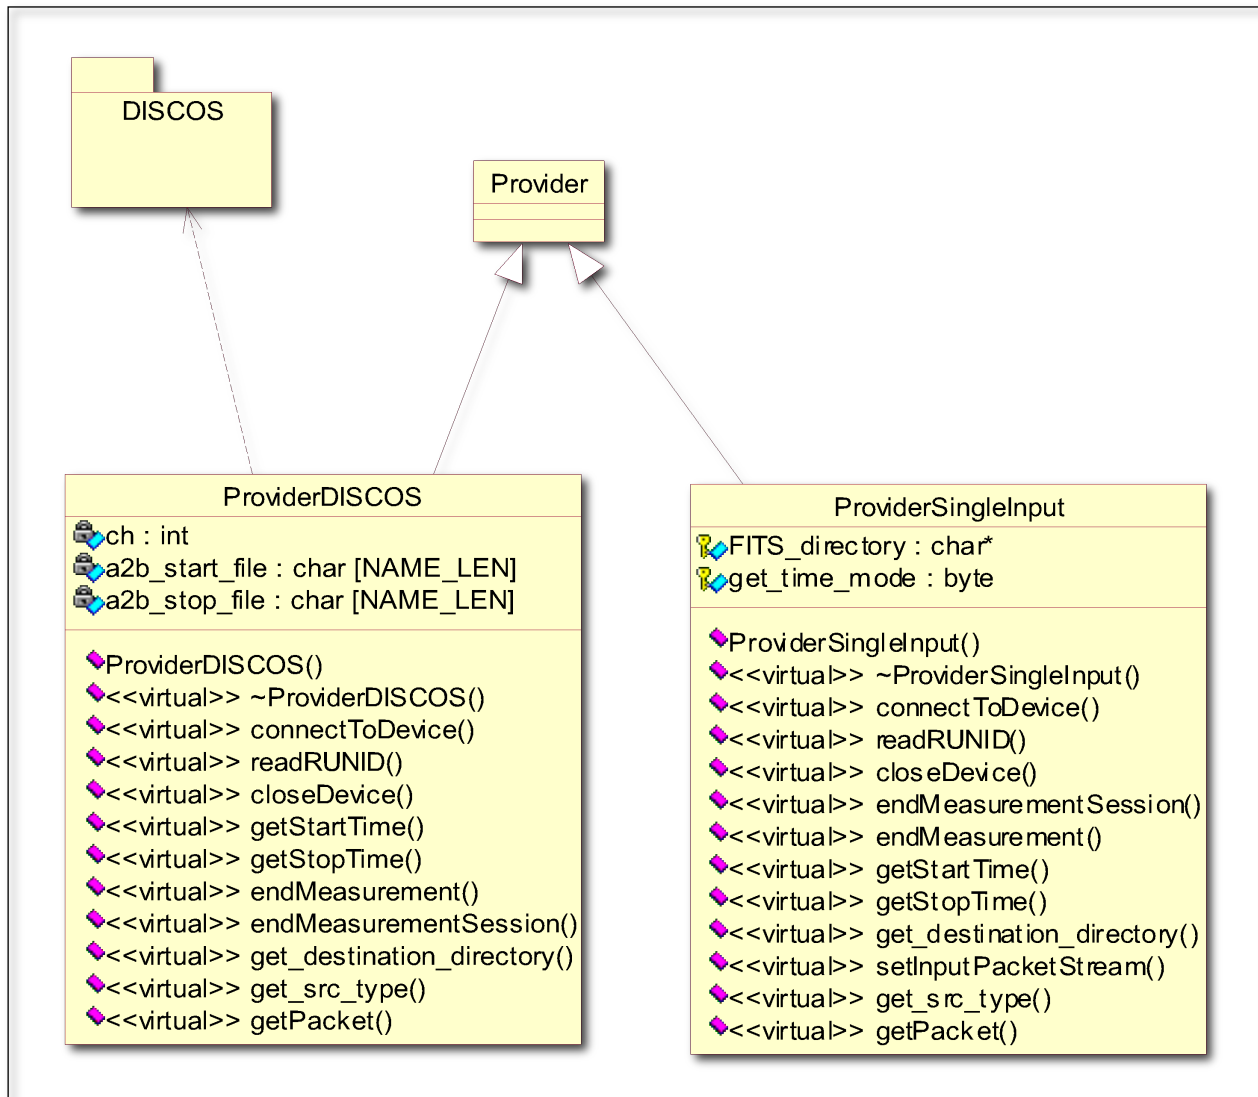 DISCOS
Provider
ProviderDISCOS
ch : int
a2b_start_file : char [NAME_LEN]
a2b_stop_file : char [NAME_LEN]
ProviderDISCOS()
<<virtual>> ~ProviderDISCOS()
<<virtual>> connectToDevice()
<<virtual>> readRUNID()
<<virtual>> closeDevice()
<<virtual>> getStartTime()
<<virtual>> getStopTime()
<<virtual>> endMeasurement()
<<virtual>> endMeasurementSession()
<<virtual>> get_destination_directory()
<<virtual>> get_src_type()
<<virtual>> getPacket()
ProviderSingleInput
FITS_directory : char*
get_time_mode : byte
ProviderSingleInput()
<<virtual>> ~ProviderSingleInput()
<<virtual>> connectToDevice()
<<virtual>> readRUNID()
<<virtual>> closeDevice()
<<virtual>> endMeasurementSession()
<<virtual>> endMeasurement()
<<virtual>> getStartTime()
<<virtual>> getStopTime()
<<virtual>> get_destination_directory()
<<virtual>> setInputPacketStream()
<<virtual>> get_src_type()
<<virtual>> getPacket()